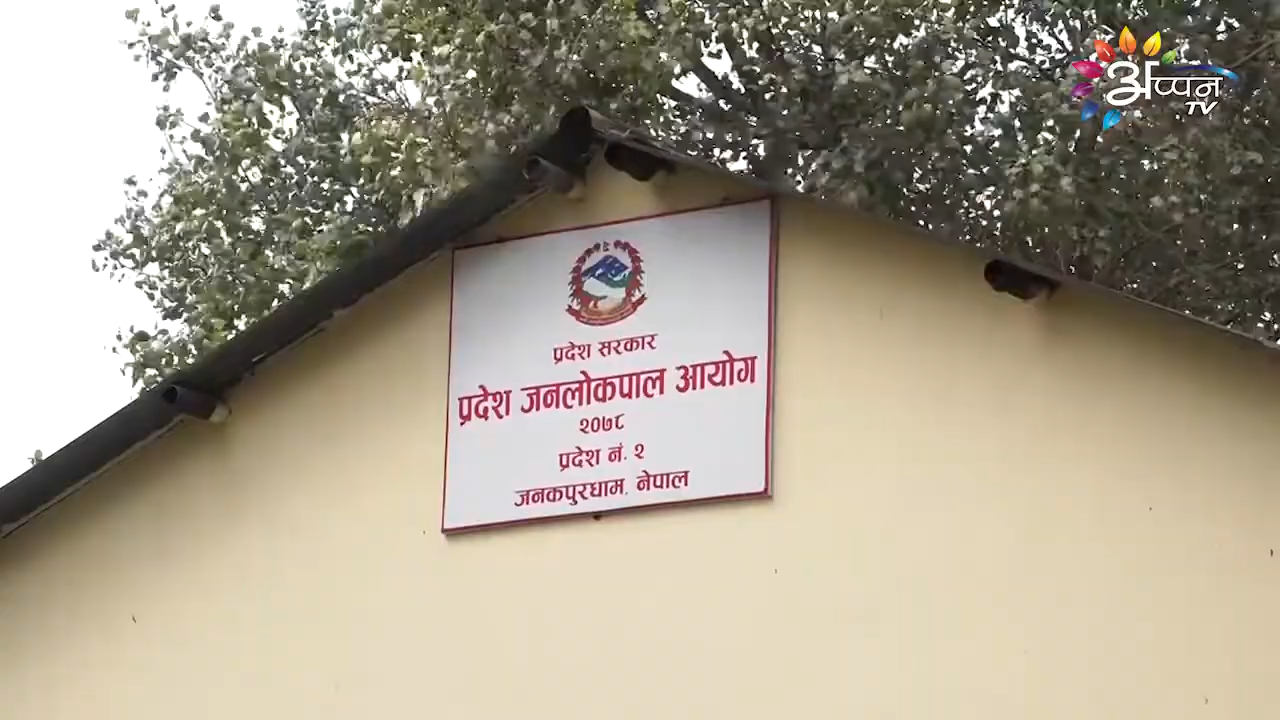 अप्पन
TV
प्रदेश सरकार
प्रदेश जनलोकपाल आयोग
२०७८
प्रदेश नं. २
जनकपुरधाम, नेपाल